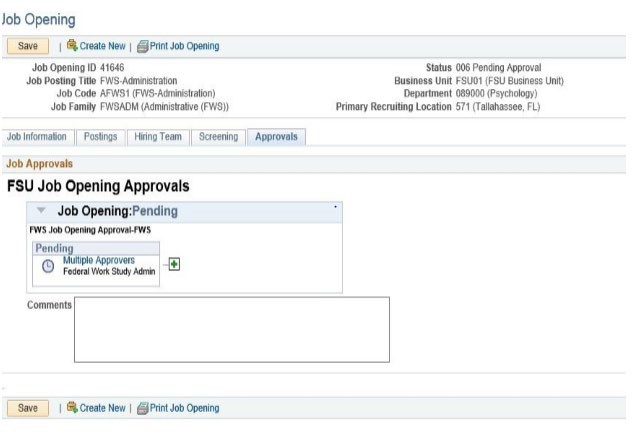 Job Opening
Save | Create New | Print Job Opening
Job Opening ID 41646 Status 006 Pending Approval
Job Posting Title FWS-Administration Business Unit FSU01 (FSU Business Unit)
Job Code AFWS1 (FWS-Administration) Department 089000 (Psychology)
Job Family FWSADM (Administrative (FWS)) Primary Recruiting Location 571 (Tallahassee, FL)
Job Information Postings Hiring Team Screening Approvals
Job Approvals
FSU Job Opening Approvals
Job Opening:Pending
FWS Job Opening Approval-FWS
Pending
Multiple Approvers
Federal Work Study Admin
Comments
Save | Create New | Print Job Opening